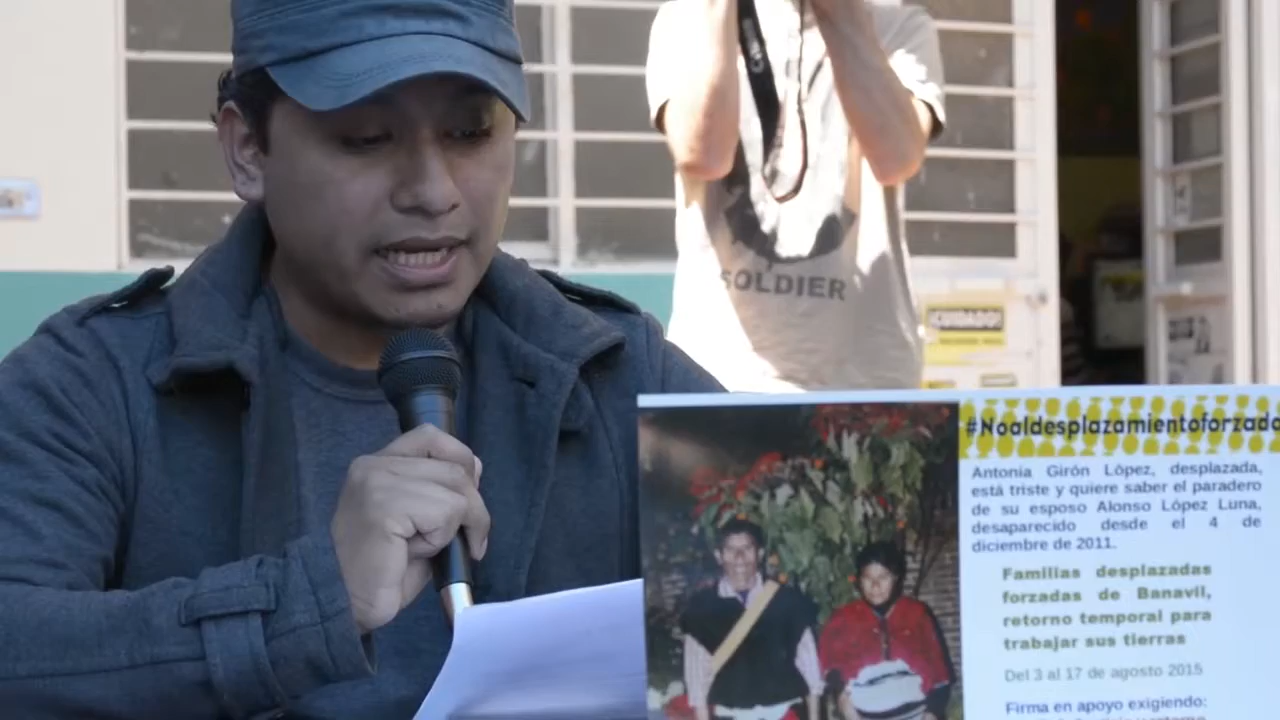 SOLDIER
¡CUIDADO!
#Noaldesplazamientoforzado
Antonia Girón López, desplazada,
está triste y quiere saber el paradero
de su esposo Alonso López Luna,
desaparecido desde el 4 de
diciembre de 2011.
Familias desplazadas
forzadas de Banavil,
retorno temporal para
trabajar sus tierras
Del 3 al 17 de agosto 2015
Firma en apoyo exigiendo: